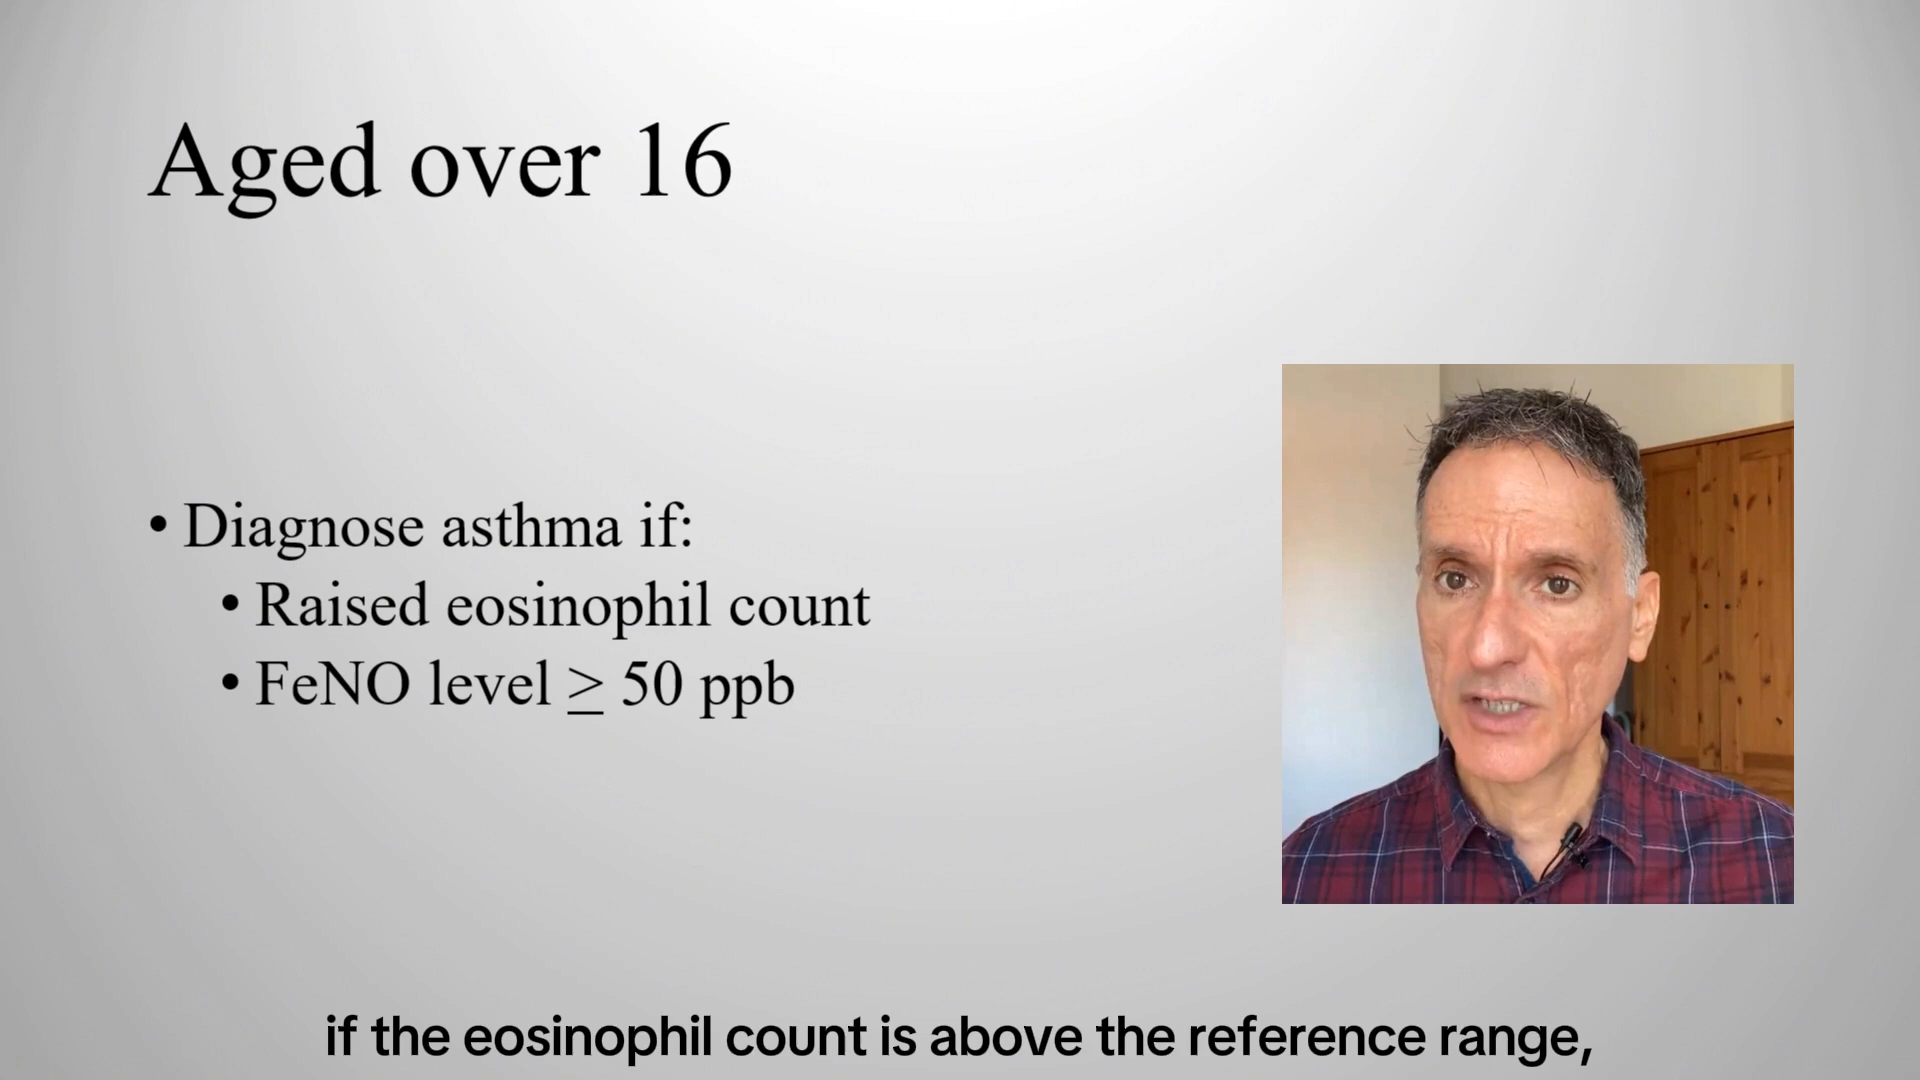 Aged over 16
• Diagnose asthma if:
• Raised eosinophil count
• FeNO level ≥ 50 ppb
if the eosinophil count is above the reference range,